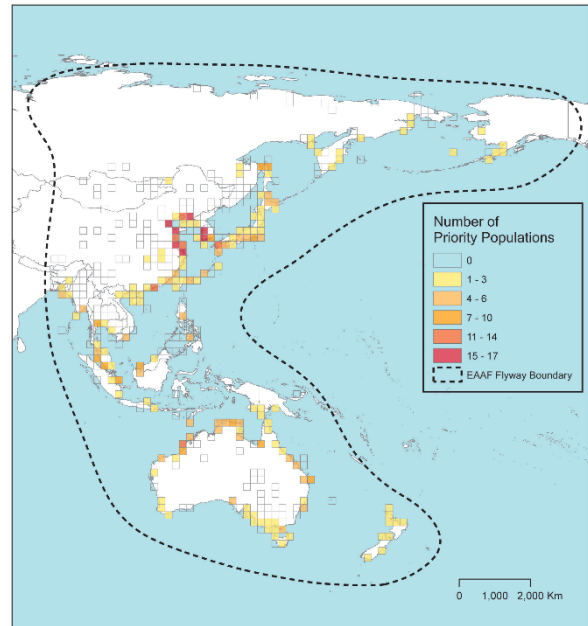 Number of
Priority Populations
0
1 - 3
4 - 6
7 - 10
11 - 14
15 - 17
EAAF Flyway Boundary
0 1,000 2,000 Km